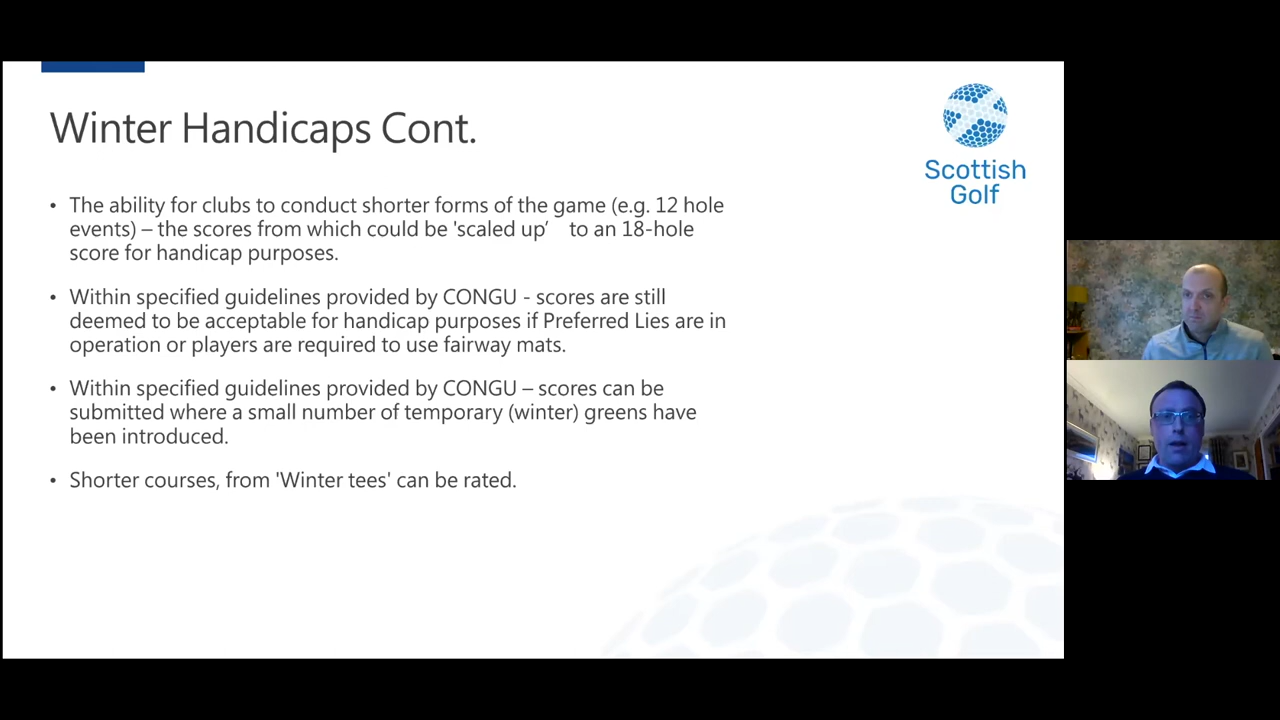 Winter Handicaps Cont.
Scottish
Golf
• The ability for clubs to conduct shorter forms of the game (e.g. 12 hole
events) – the scores from which could be 'scaled up’ to an 18-hole
score for handicap purposes.
• Within specified guidelines provided by CONGU - scores are still
deemed to be acceptable for handicap purposes if Preferred Lies are in
operation or players are required to use fairway mats.
• Within specified guidelines provided by CONGU – scores can be
submitted where a small number of temporary (winter) greens have
been introduced.
• Shorter courses, from 'Winter tees' can be rated.